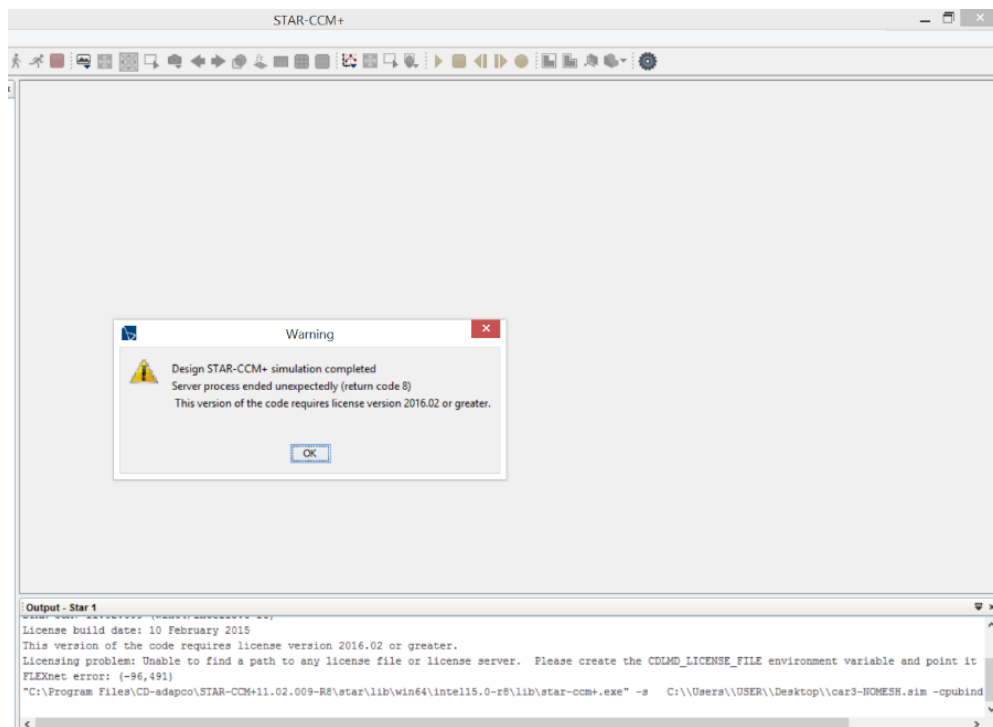 STAR-CCM+
Warning
Design STAR-CCM+ simulation completed
Server process ended unexpectedly (return code 8)
This version of the code requires license version 2016.02 or greater.
OK
Output - Star 1
License build date: 10 February 2015
This version of the code requires license version 2016.02 or greater.
Licensing problem: Unable to find a path to any license file or license server.  Please create the CDLMD_LICENSE_FILE environment variable and point it
FLEXnet error: (-96,491)
"C:\Program Files\CD-adapco\STAR-CCM+11.02.009-R8\star\lib\win64\intel15.0-r8\lib\star-ccm+.exe" -s   C:\\Users\\USER\\Desktop\\car3-NOMESH.sim -cpubind